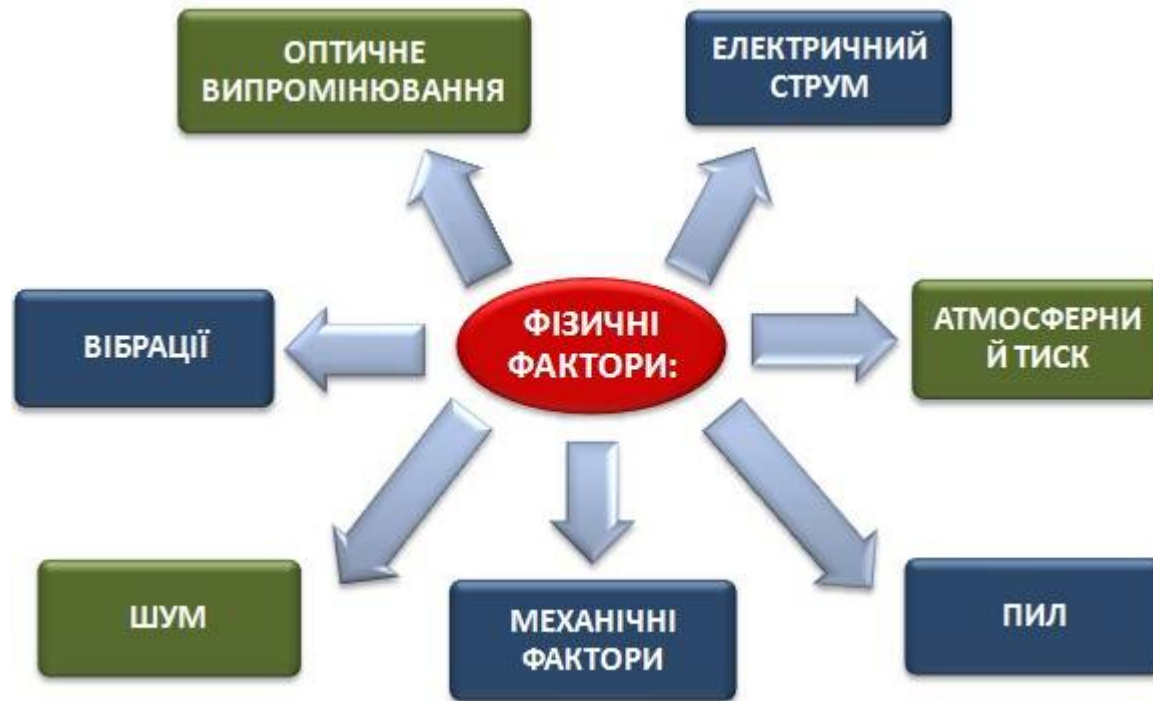 ОПТИЧНЕ
ВИПРОМІНЮВАННЯ
ЕЛЕКТРИЧНИЙ
СТРУМ
ВІБРАЦІЇ
ФІЗИЧНІ
ФАКТОРИ:
АТМОСФЕРНИ
Й ТИСК
ШУМ
МЕХАНІЧНІ
ФАКТОРИ
ПИЛ